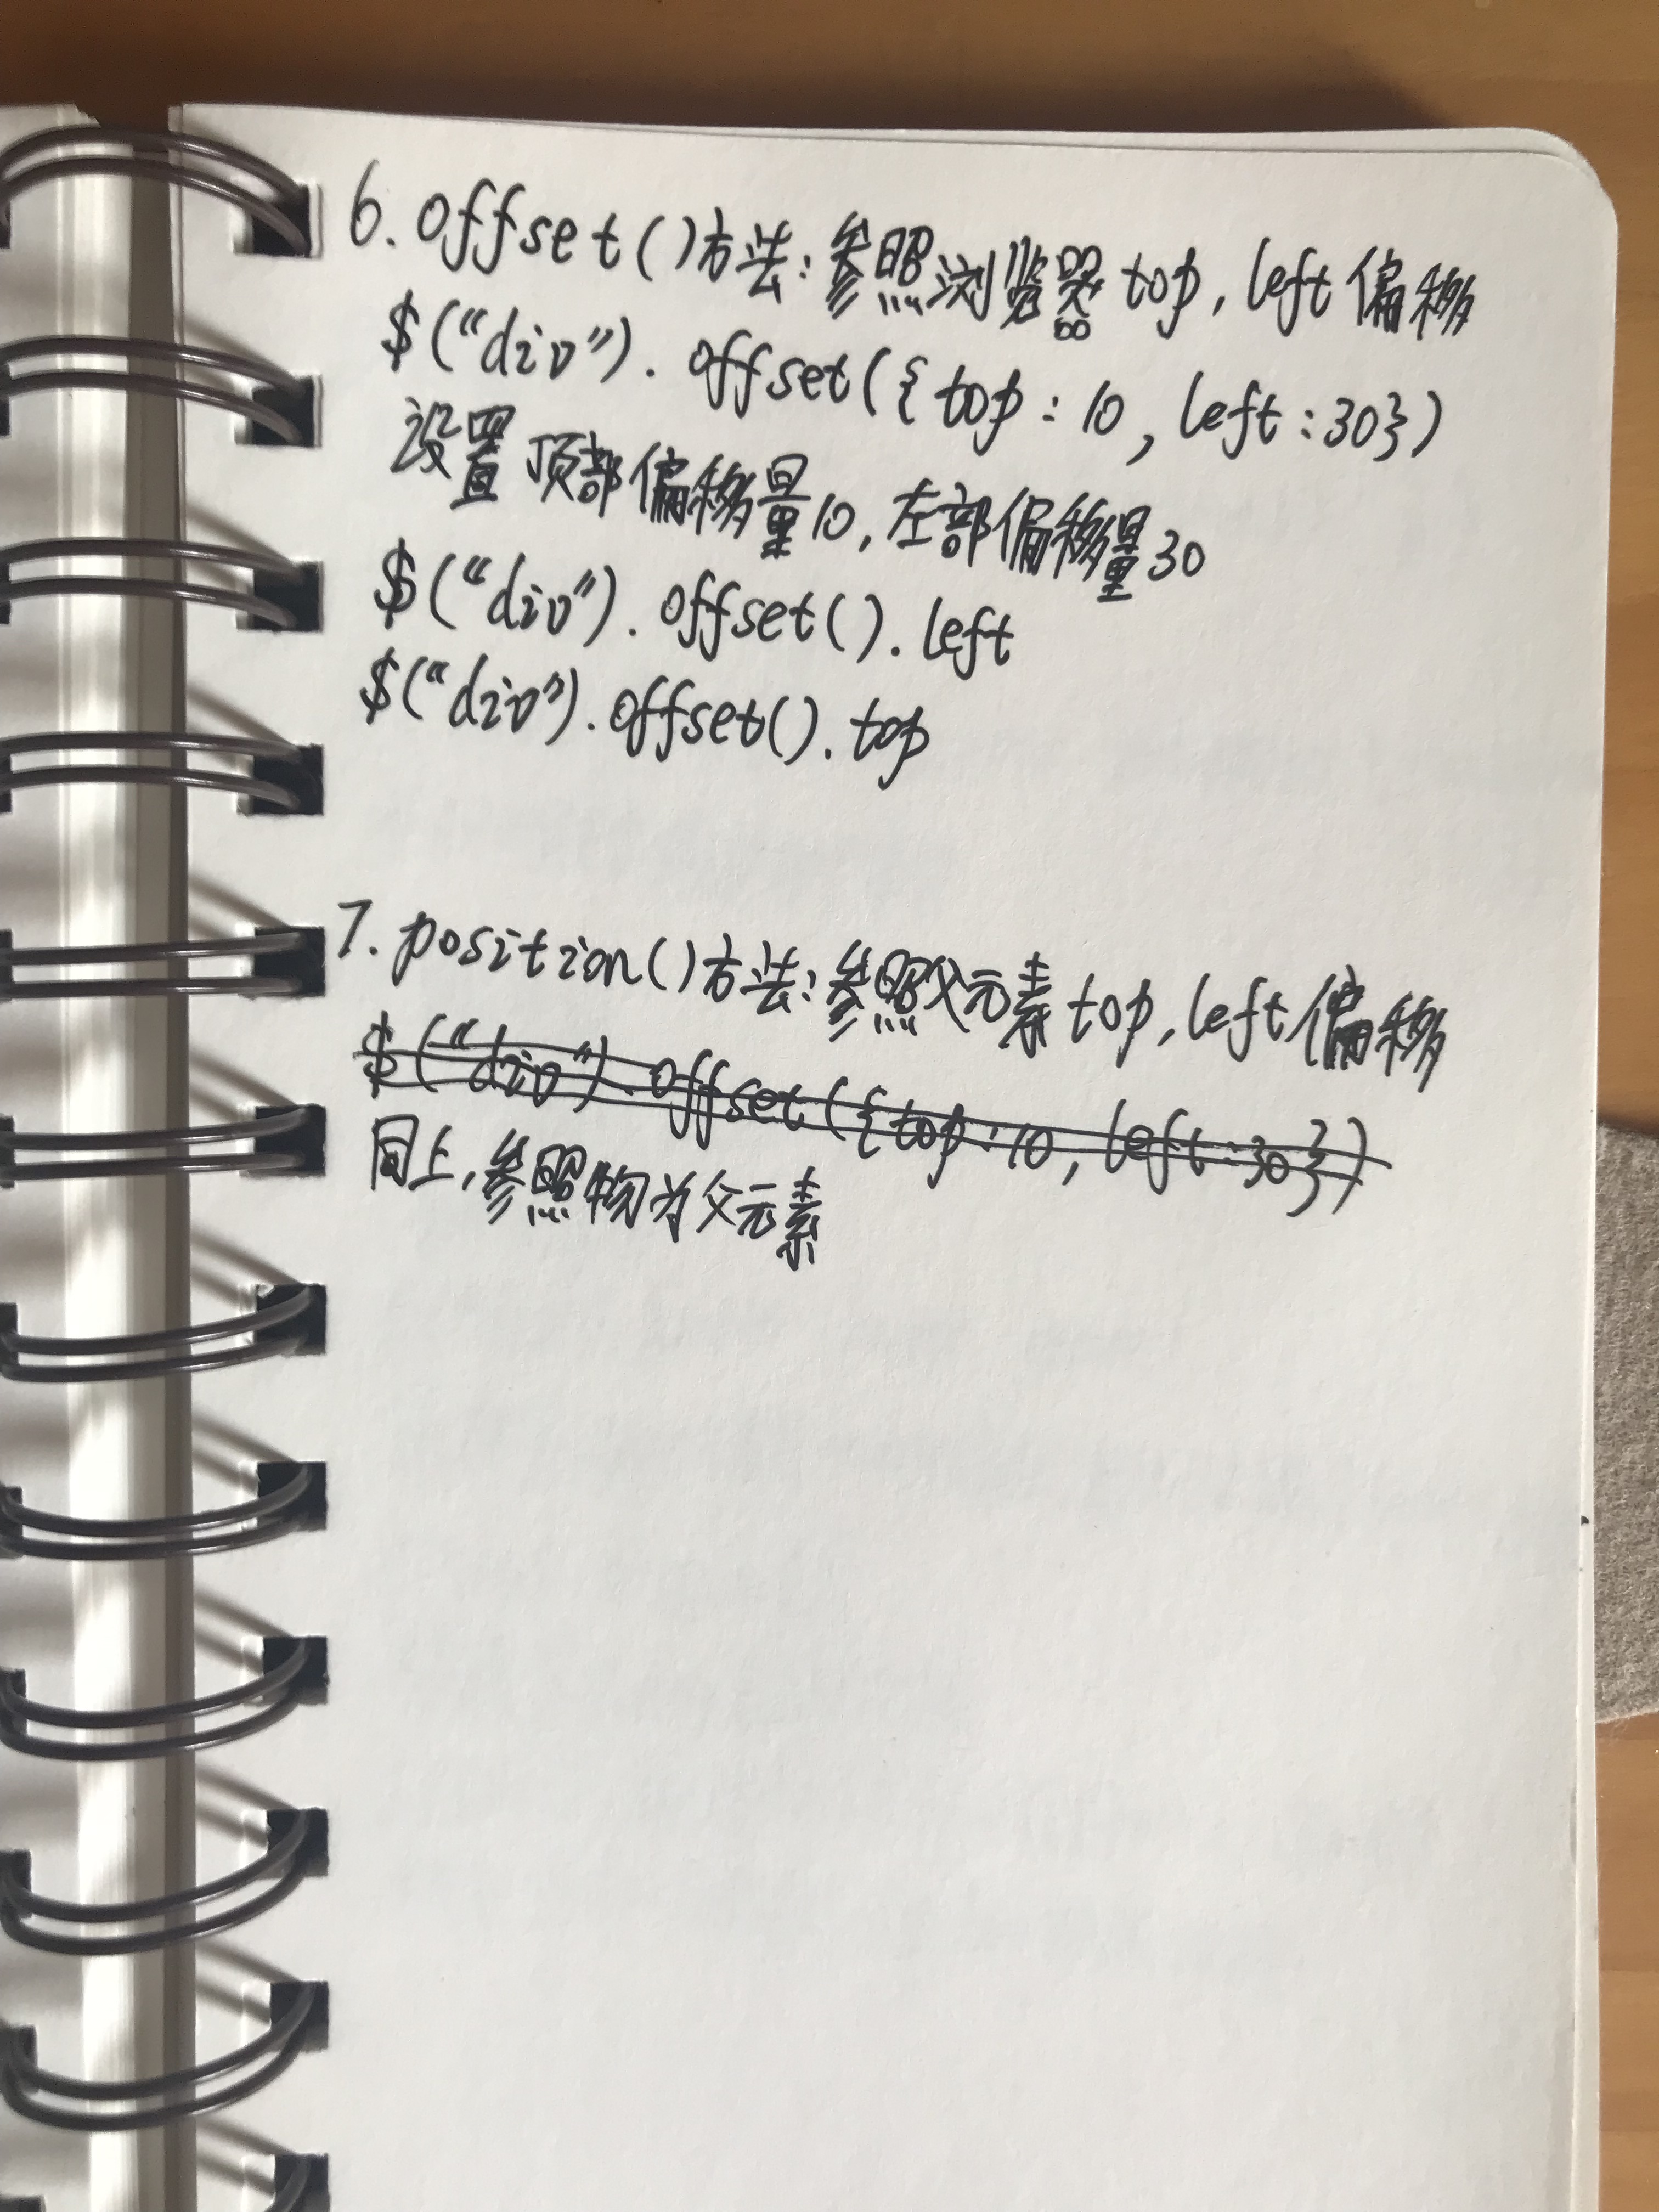 6. offset()方法:参照浏览器top,left偏移
$("div").offset({top:10,left:30})
设置顶部偏移量10,左部偏移量30
$("div").offset().left
$("div").offset().top
7. position()方法:参照父元素top,left偏移
$("div").offset({top:10,left:30})
同上,参照物为父元素